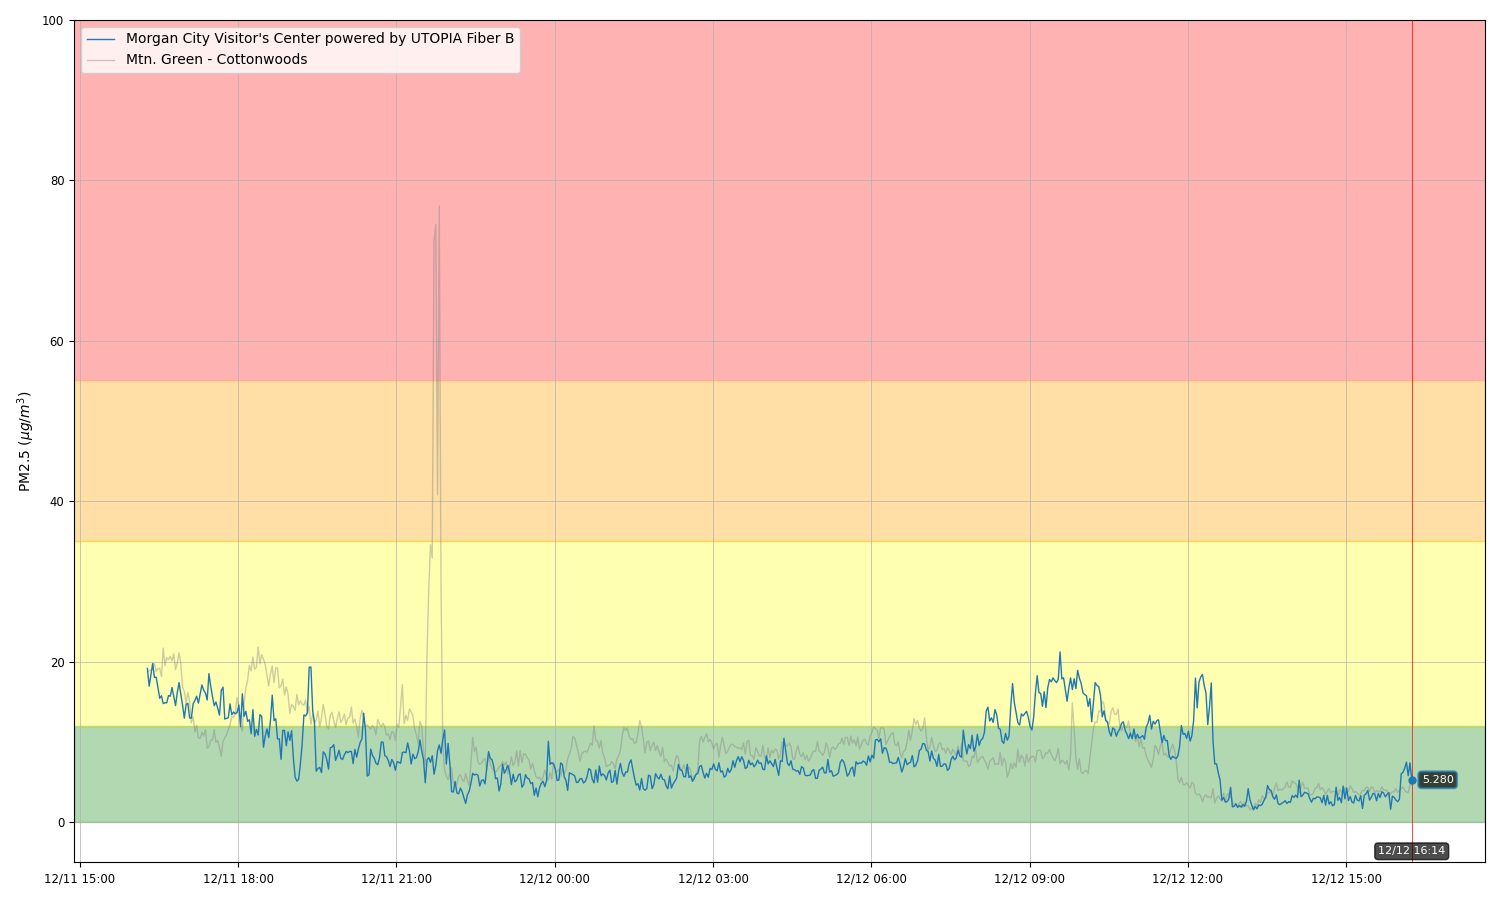 100
Morgan City Visitor's Center powered by UTOPIA Fiber B
Mtn. Green - Cottonwoods
80
60
PM2.5 (μg/m³)
40
20
5.280
0
12/12 16:14
12/11 15:00 12/11 18:00 12/11 21:00 12/12 00:00 12/12 03:00 12/12 06:00 12/12 09:00 12/12 12:00 12/12 15:00